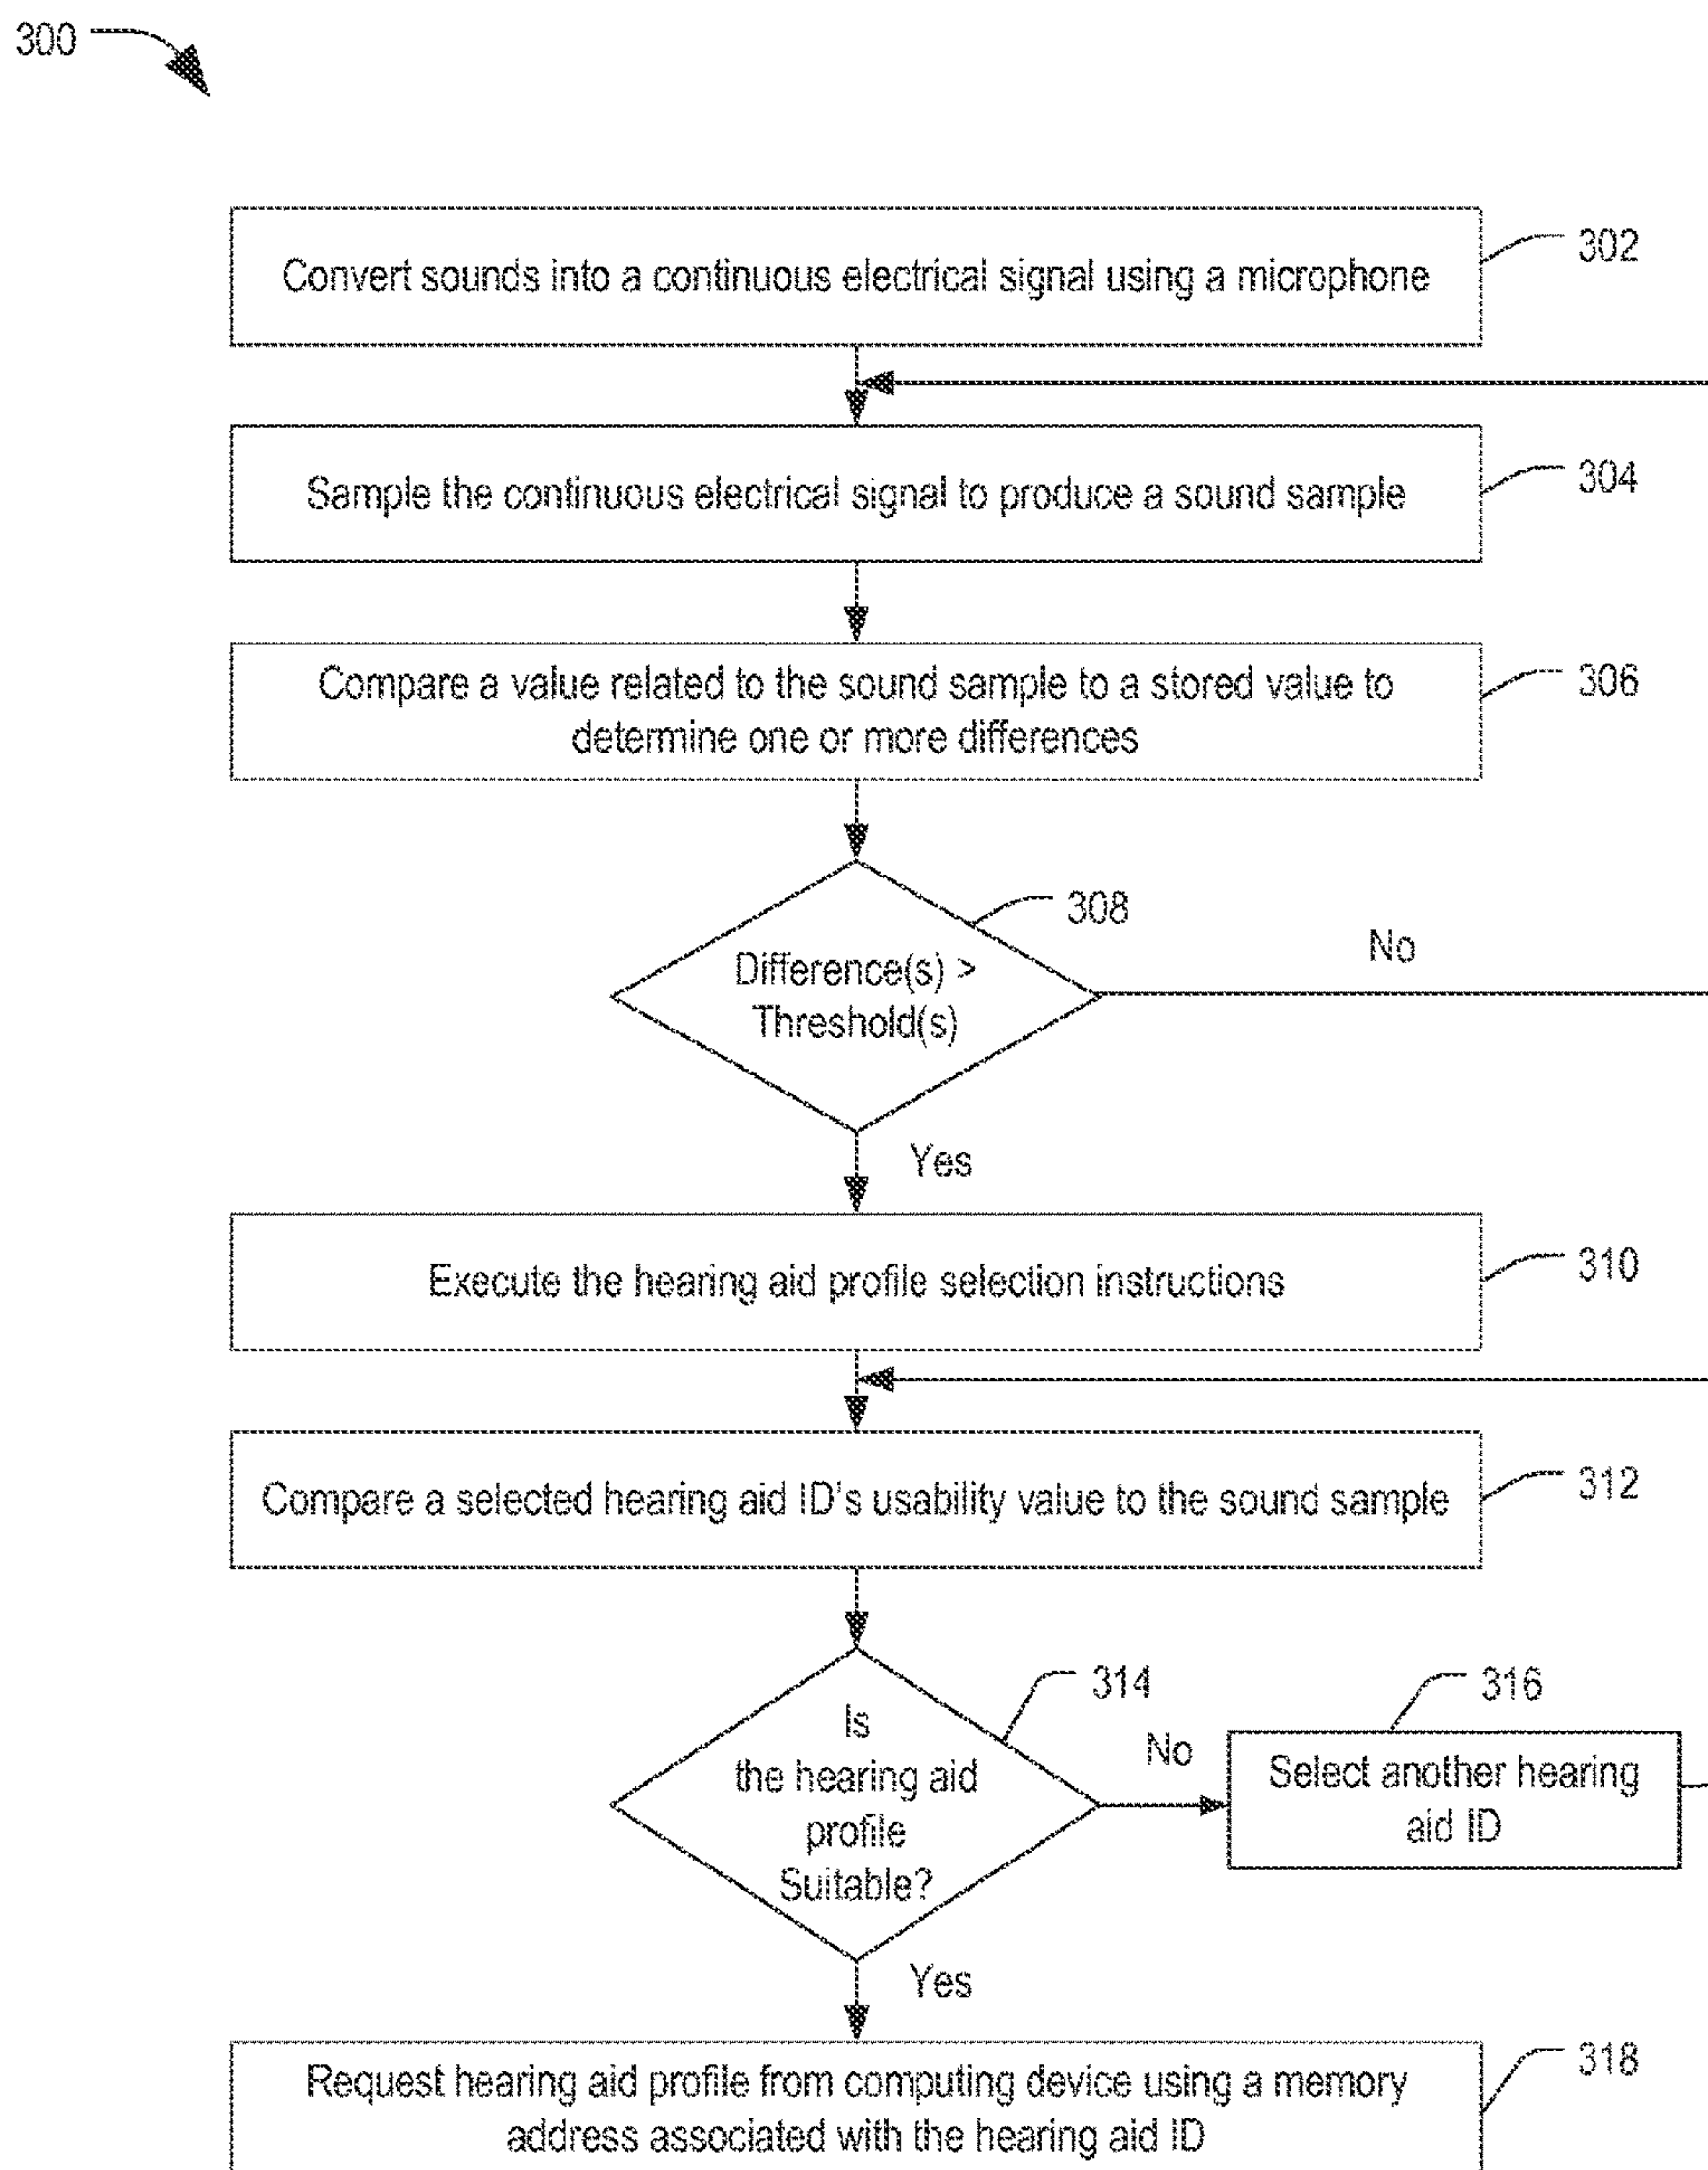 300
Convert sounds into a continuous electrical signal using a microphone
302
Sample the continuous electrical signal to produce a sound sample
304
Compare a value related to the sound sample to a stored value to
determine one or more differences
306
308
Difference(s) >
Threshold(s)
No
Yes
Execute the hearing aid profile selection instructions
310
Compare a selected hearing aid ID's usability value to the sound sample
312
314
Is
the hearing aid
profile
Suitable?
No
316
Select another hearing
aid ID
Yes
Request hearing aid profile from computing device using a memory
address associated with the hearing aid ID
318